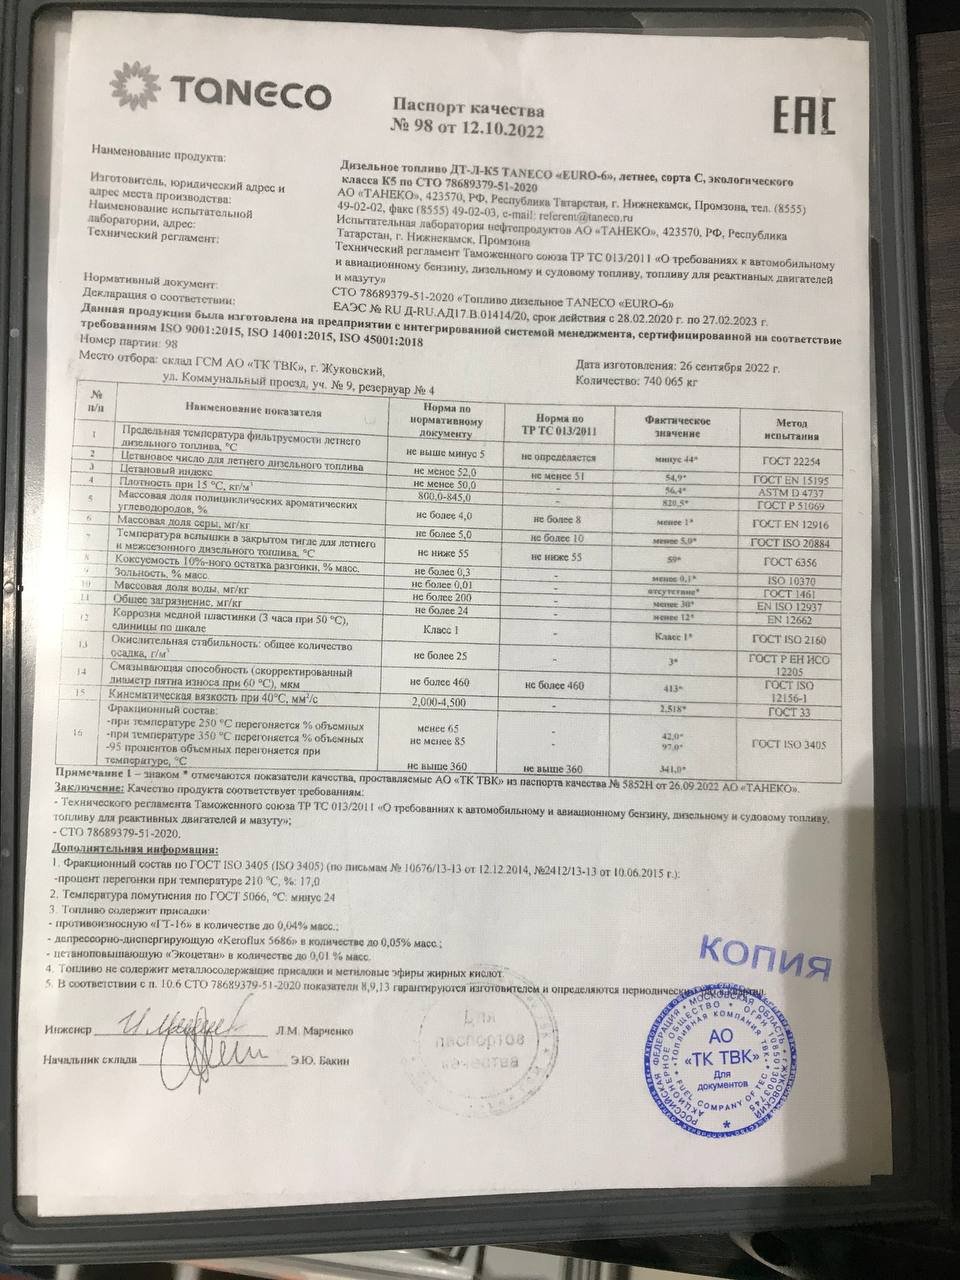 TANECO
Паспорт качества
№ 98 от 12.10.2022
EAC
Наименование продукта:
Дизельное топливо ДТ-Л-К5 TANECO «EURO-6», летнее, сорта С, экологического
класса К5 по СТО 78689379-51-2020
Изготовитель, юридический адрес и
адрес места производства:
АО «ТАНЕКО», 423570, РФ, Республика Татарстан, г. Нижнекамск, Промзона, тел. (8555)
49-02-02, факс (8555) 49-02-03, e-mail: referent@taneco.ru
Наименование испытательной
лаборатории, адрес:
Испытательная лаборатория нефтепродуктов АО «ТАНЕКО», 423570, РФ, Республика
Татарстан, г. Нижнекамск, Промзона
Технический регламент:
Технический регламент Таможенного союза ТР ТС 013/2011 «О требованиях к автомобильному
и авиационному бензину, дизельному и судовому топливу, топливу для реактивных двигателей
и мазуту»
Нормативный документ:
СТО 78689379-51-2020 «Топливо дизельное TANECO «EURO-6»
Декларация о соответствии:
ЕАЭС № RU Д-RU.АД17.В.01414/20, срок действия с 28.02.2020 г. по 27.02.2023 г.
Данная продукция была изготовлена на предприятии с интегрированной системой менеджмента, сертифицированной на соответствие
требованиям ISO 9001:2015, ISO 14001:2015, ISO 45001:2018
Номер партии: 98
Место отбора: склад ГСМ АО «ТК ТВК», г. Жуковский,
ул. Коммунальный проезд, уч. № 9, резервуар № 4
Дата изготовления: 26 сентября 2022 г.
Количество: 740 065 кг
№ п/п Наименование показателя Норма по нормативному документу Норма по ТР ТС 013/2011 Фактическое значение Метод испытания
1 Предельная температура фильтруемости летнего дизельного топлива, °С не выше минус 5 не определяется минус 44* ГОСТ 22254
2 Цетановое число для летнего дизельного топлива не менее 52,0 не менее 51 54,9* ГОСТ EN 15195
3 Цетановый индекс не менее 50,0 - 56,4* ASTM D 4737
4 Плотность при 15 °С, кг/м³ 800,0-845,0 - 820,5* ГОСТ Р 51069
5 Массовая доля полициклических ароматических углеводородов, % не более 4,0 не более 8 менее 1* ГОСТ EN 12916
6 Массовая доля серы, мг/кг не более 5,0 не более 10 менее 5,0* ГОСТ ISO 20884
7 Температура вспышки в закрытом тигле для летнего и межсезонного дизельного топлива, °С не ниже 55 не ниже 55 59* ГОСТ 6356
8 Коксуемость 10%-ного остатка разгонки, % масс. не более 0,3 - менее 0,1* ISO 10370
9 Зольность, % масс. не более 0,01 - отсутствие* ГОСТ 1461
10 Массовая доля воды, мг/кг не более 200 - менее 30* EN ISO 12937
11 Общее загрязнение, мг/кг не более 24 - менее 12* EN 12662
12 Коррозия медной пластинки (3 часа при 50 °С), единицы по шкале Класс 1 - Класс 1* ГОСТ ISO 2160
13 Окислительная стабильность: общее количество осадка, г/м³ не более 25 - 3* ГОСТ Р ЕН ИСО 12205
14 Смазывающая способность (скорректированный диаметр пятна износа при 60 °С), мкм не более 460 не более 460 413* ГОСТ ISO 12156-1
15 Кинематическая вязкость при 40°С, мм²/с 2,000-4,500 - 2,518* ГОСТ 33
16 Фракционный состав:
-при температуре 250 °С перегоняется % объемных менее 65 - 42,0*
-при температуре 350 °С перегоняется % объемных не менее 85 - 97,0* ГОСТ ISO 3405
-95 процентов объемных перегоняется при температуре, °С не выше 360 не выше 360 341,0*
Примечание 1 – знаком * отмечаются показатели качества, проставляемые АО «ТК ТВК» из паспорта качества № 5852Н от 26.09.2022 АО «ТАНЕКО».
Заключение: Качество продукта соответствует требованиям:
- Технического регламента Таможенного союза ТР ТС 013/2011 «О требованиях к автомобильному и авиационному бензину, дизельному и судовому топливу,
топливу для реактивных двигателей и мазуту»;
- СТО 78689379-51-2020.
Дополнительная информация:
1. Фракционный состав по ГОСТ ISO 3405 (ISO 3405) (по письмам № 10676/13-13 от 12.12.2014, №2412/13-13 от 10.06.2015 г.):
-процент перегонки при температуре 210 °С, %: 17,0
2. Температура помутнения по ГОСТ 5066, °С: минус 24
3. Топливо содержит присадки:
- противоизносную «ГТ-16» в количестве до 0,04% масс.;
- депрессорно-диспергирующую «Keroflux 5686» в количестве до 0,05% масс.;
- цетаноповышающую «Экоцетан» в количестве до 0,01 % масс.
4. Топливо не содержит металлосодержащие присадки и метиловые эфиры жирных кислот.
5. В соответствии с п. 10.6 СТО 78689379-51-2020 показатели 8,9,13 гарантируются изготовителем и определяются периодически
КОПИЯ
Инженер Л.М. Марченко
Начальник склада Э.Ю. Бакин
Для
паспортов
качества
РОССИЙСКАЯ ФЕДЕРАЦИЯ * МОСКОВСКАЯ ОБЛАСТЬ * Г.ЖУКОВСКИЙ
АКЦИОНЕРНОЕ ОБЩЕСТВО * ОГРН 1085013003145
«ТОПЛИВНАЯ КОМПАНИЯ ТВК»
FUEL COMPANY OF TEC
АО
«ТК ТВК»
Для
документов